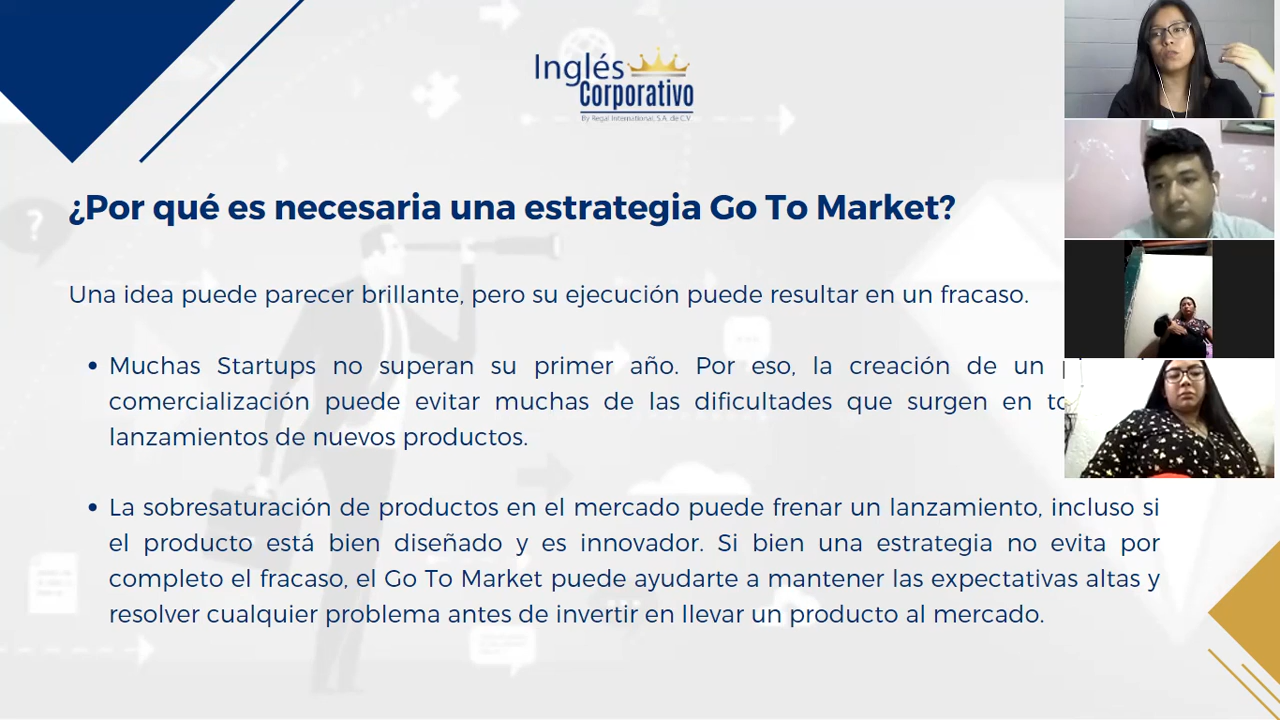 Inglés
Corporativo
By Regal International, S.A. de C.V
¿Por qué es necesaria una estrategia Go To Market?
Una idea puede parecer brillante, pero su ejecución puede resultar en un fracaso.
• Muchas Startups no superan su primer año. Por eso, la creación de un
comercialización puede evitar muchas de las dificultades que surgen en
lanzamientos de nuevos productos.
• La sobresaturación de productos en el mercado puede frenar un lanzamiento, incluso si
el producto está bien diseñado y es innovador. Si bien una estrategia no evita por
completo el fracaso, el Go To Market puede ayudarte a mantener las expectativas altas y
resolver cualquier problema antes de invertir en llevar un producto al mercado.